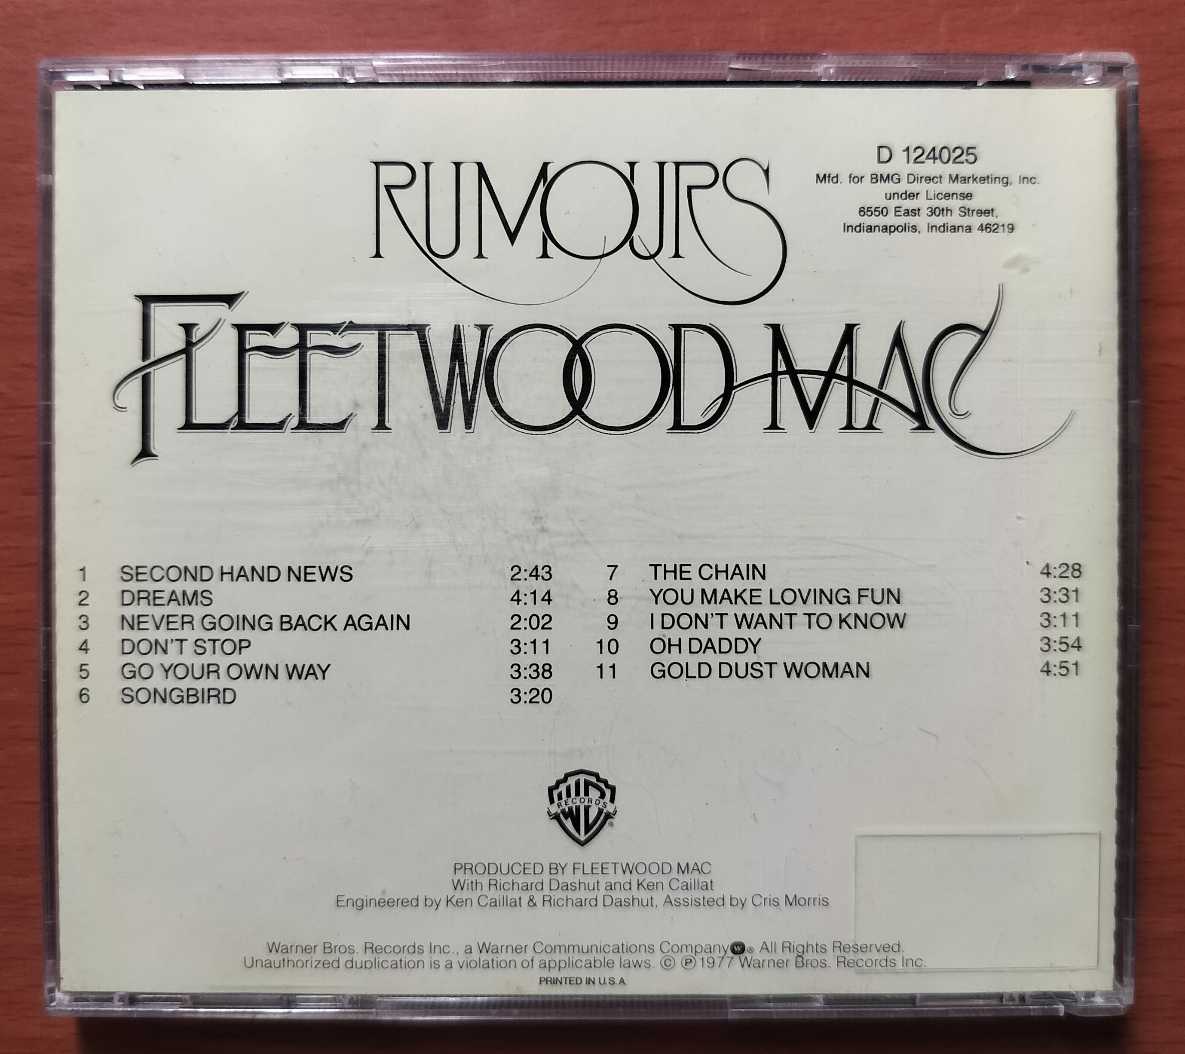 RUMOURS
D 124025
Mfd. for BMG Direct Marketing, Inc.
under License
6550 East 30th Street,
Indianapolis, Indiana 46219
FLEETWOOD MAC
1 SECOND HAND NEWS 2:43
2 DREAMS 4:14
3 NEVER GOING BACK AGAIN 2:02
4 DON'T STOP 3:11
5 GO YOUR OWN WAY 3:38
6 SONGBIRD 3:20
7 THE CHAIN 4:28
8 YOU MAKE LOVING FUN 3:31
9 I DON'T WANT TO KNOW 3:11
10 OH DADDY 3:54
11 GOLD DUST WOMAN 4:51
WB RECORDS ®
PRODUCED BY FLEETWOOD MAC
With Richard Dashut and Ken Caillat
Engineered by Ken Caillat & Richard Dashut, Assisted by Cris Morris
Warner Bros. Records Inc., a Warner Communications Company W ® All Rights Reserved.
Unauthorized duplication is a violation of applicable laws. © ℗ 1977 Warner Bros. Records Inc.
PRINTED IN U.S.A.